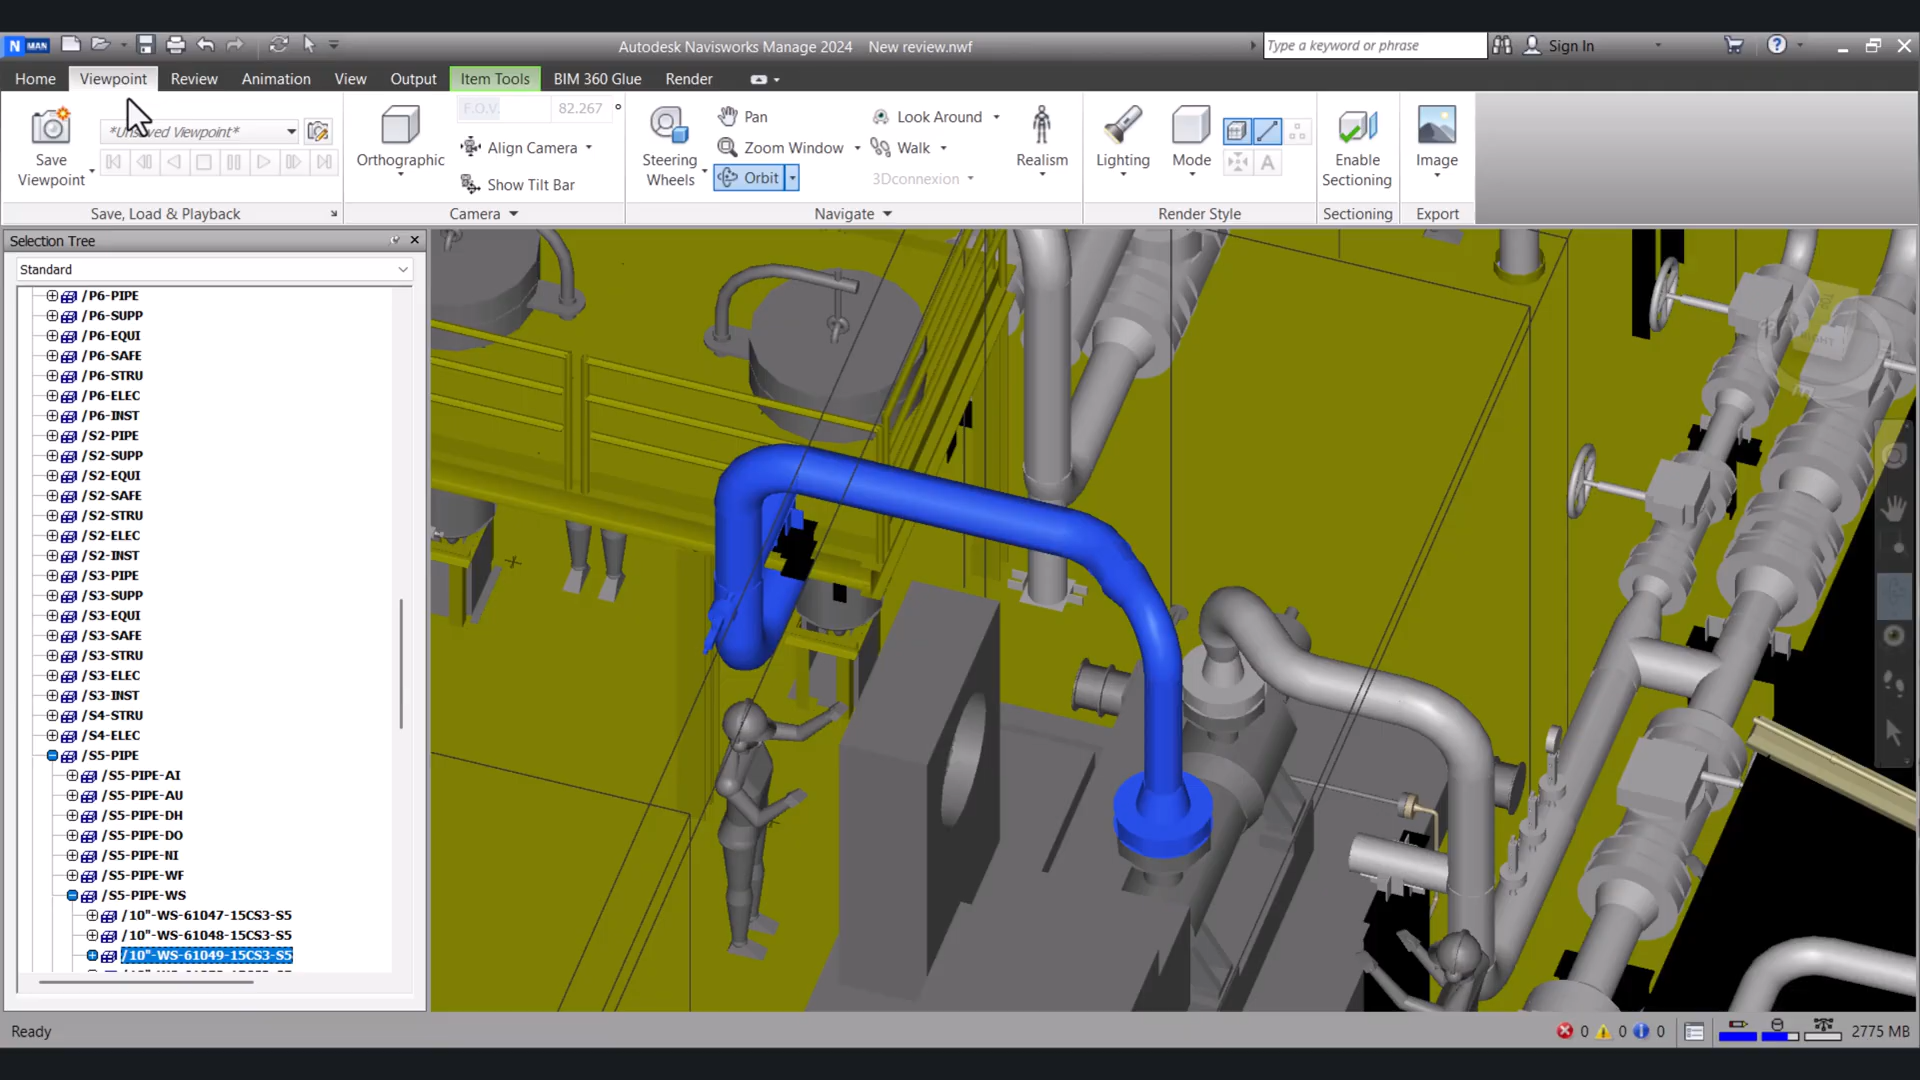 N MAN
Autodesk Navisworks Manage 2024 New review.nwf
Type a keyword or phrase
Sign In
Home Viewpoint Review Animation View Output Item Tools BIM 360 Glue Render
Save Viewpoint
*Unsaved Viewpoint*
Save, Load & Playback
Orthographic
F.O.V. 82.267 °
Align Camera
Show Tilt Bar
Camera
Steering Wheels
Pan
Zoom Window
Orbit
Look Around
Walk
3Dconnexion
Realism
Navigate
Lighting
Mode
A
Render Style
Enable Sectioning
Sectioning
Image
Export
Selection Tree
Standard
/P6-PIPE
/P6-SUPP
/P6-EQUI
/P6-SAFE
/P6-STRU
/P6-ELEC
/P6-INST
/S2-PIPE
/S2-SUPP
/S2-EQUI
/S2-SAFE
/S2-STRU
/S2-ELEC
/S2-INST
/S3-PIPE
/S3-SUPP
/S3-EQUI
/S3-SAFE
/S3-STRU
/S3-ELEC
/S3-INST
/S4-STRU
/S4-ELEC
/S5-PIPE
/S5-PIPE-AI
/S5-PIPE-AU
/S5-PIPE-DH
/S5-PIPE-DO
/S5-PIPE-NI
/S5-PIPE-WF
/S5-PIPE-WS
/10"-WS-61047-15CS3-S5
/10"-WS-61048-15CS3-S5
/10"-WS-61049-15CS3-S5
RIGHT
Ready
0 0 0 2775 MB